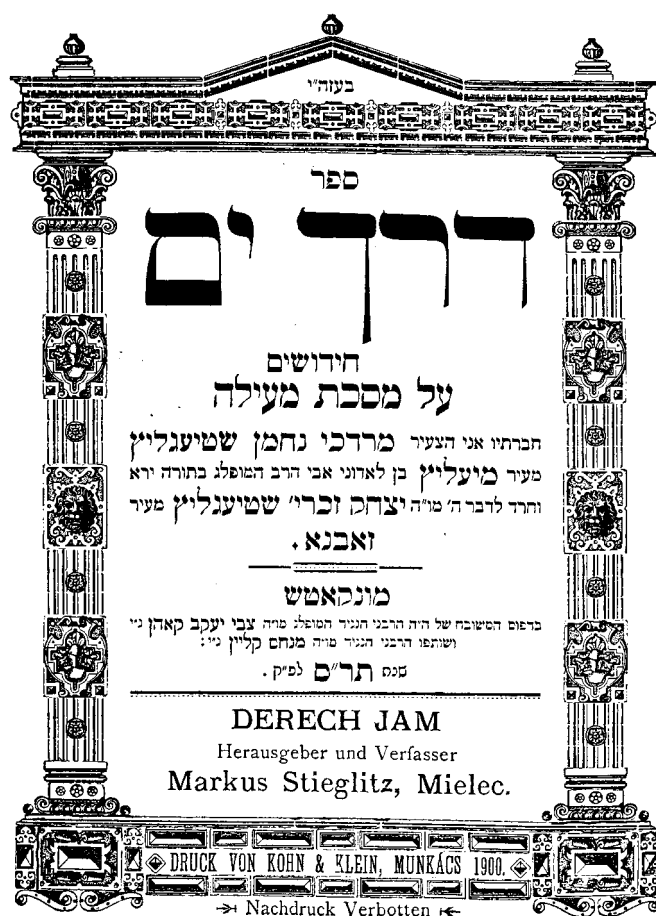 בעזה"י
ספר
דרך ים
חידושים
על מסכת מעילה
חברתיו אני הצעיר מרדכי נחמן שטיעגליץ
מעיר מיעליץ בן לאדוני אבי הרב המופלג בתורה ירא
וחרד לדבר ה' מו"ה יצחק זכרי' שטיעגליץ מעיר
זאבנא.
מונקאטש
בדפוס המשובח של ה"ה הרבני הנגיד המופלג מו"ה צבי יעקב קאהן נ"י
ושותפו הרבני הנגיד מו"ה מנחם קליין נ"י:
שנת תר"ס לפ"ק.
DERECH JAM
Herausgeber und Verfasser
Markus Stieglitz, Mielec.
DRUCK VON KOHN & KLEIN, MUNKÁCS 1900.
Nachdruck Verbotten